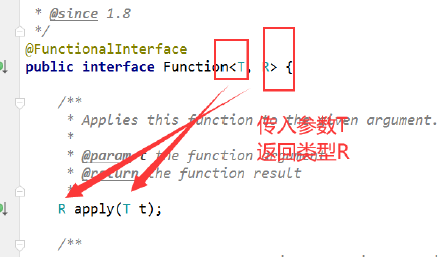 * @since 1.8
*/
@FunctionalInterface
public interface Function<T, R> {
/**
* Applies this function to the given argument.
*
* @param t the function argument
* @return the function result
*/
R apply(T t);
/**
传入参数T
返回类型R